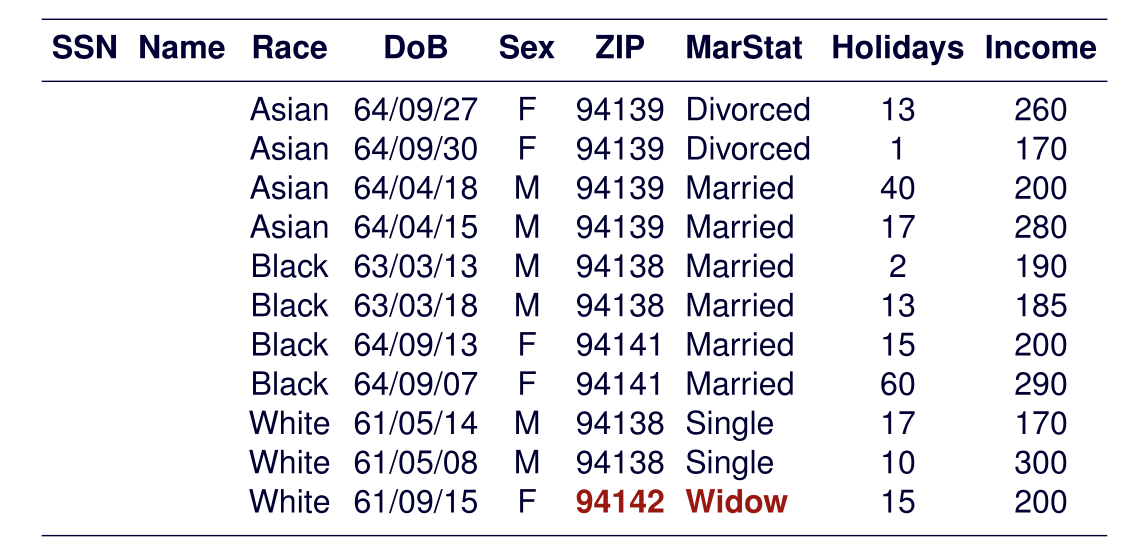 SSN Name Race DoB Sex ZIP MarStat Holidays Income
Asian 64/09/27 F 94139 Divorced 13 260
Asian 64/09/30 F 94139 Divorced 1 170
Asian 64/04/18 M 94139 Married 40 200
Asian 64/04/15 M 94139 Married 17 280
Black 63/03/13 M 94138 Married 2 190
Black 63/03/18 M 94138 Married 13 185
Black 64/09/13 F 94141 Married 15 200
Black 64/09/07 F 94141 Married 60 290
White 61/05/14 M 94138 Single 17 170
White 61/05/08 M 94138 Single 10 300
White 61/09/15 F 94142 Widow 15 200